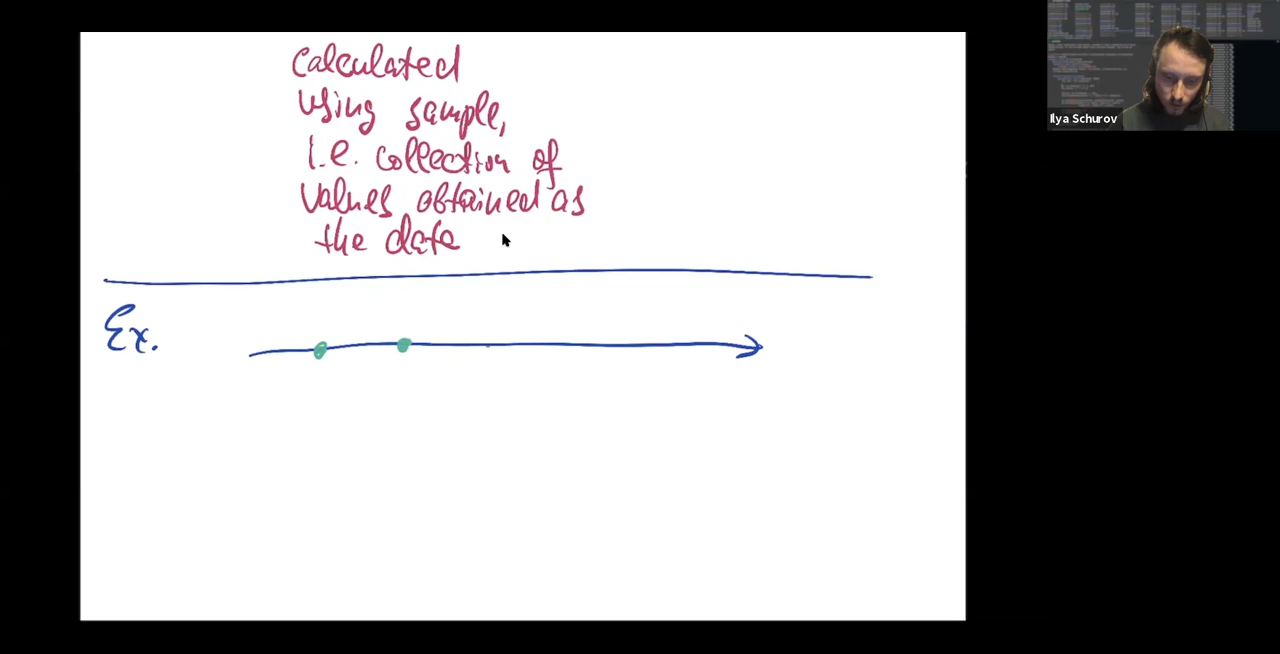 calculated
using sample,
i.e. collection of
values obtained as
the data
Ex.
Ilya Schurov